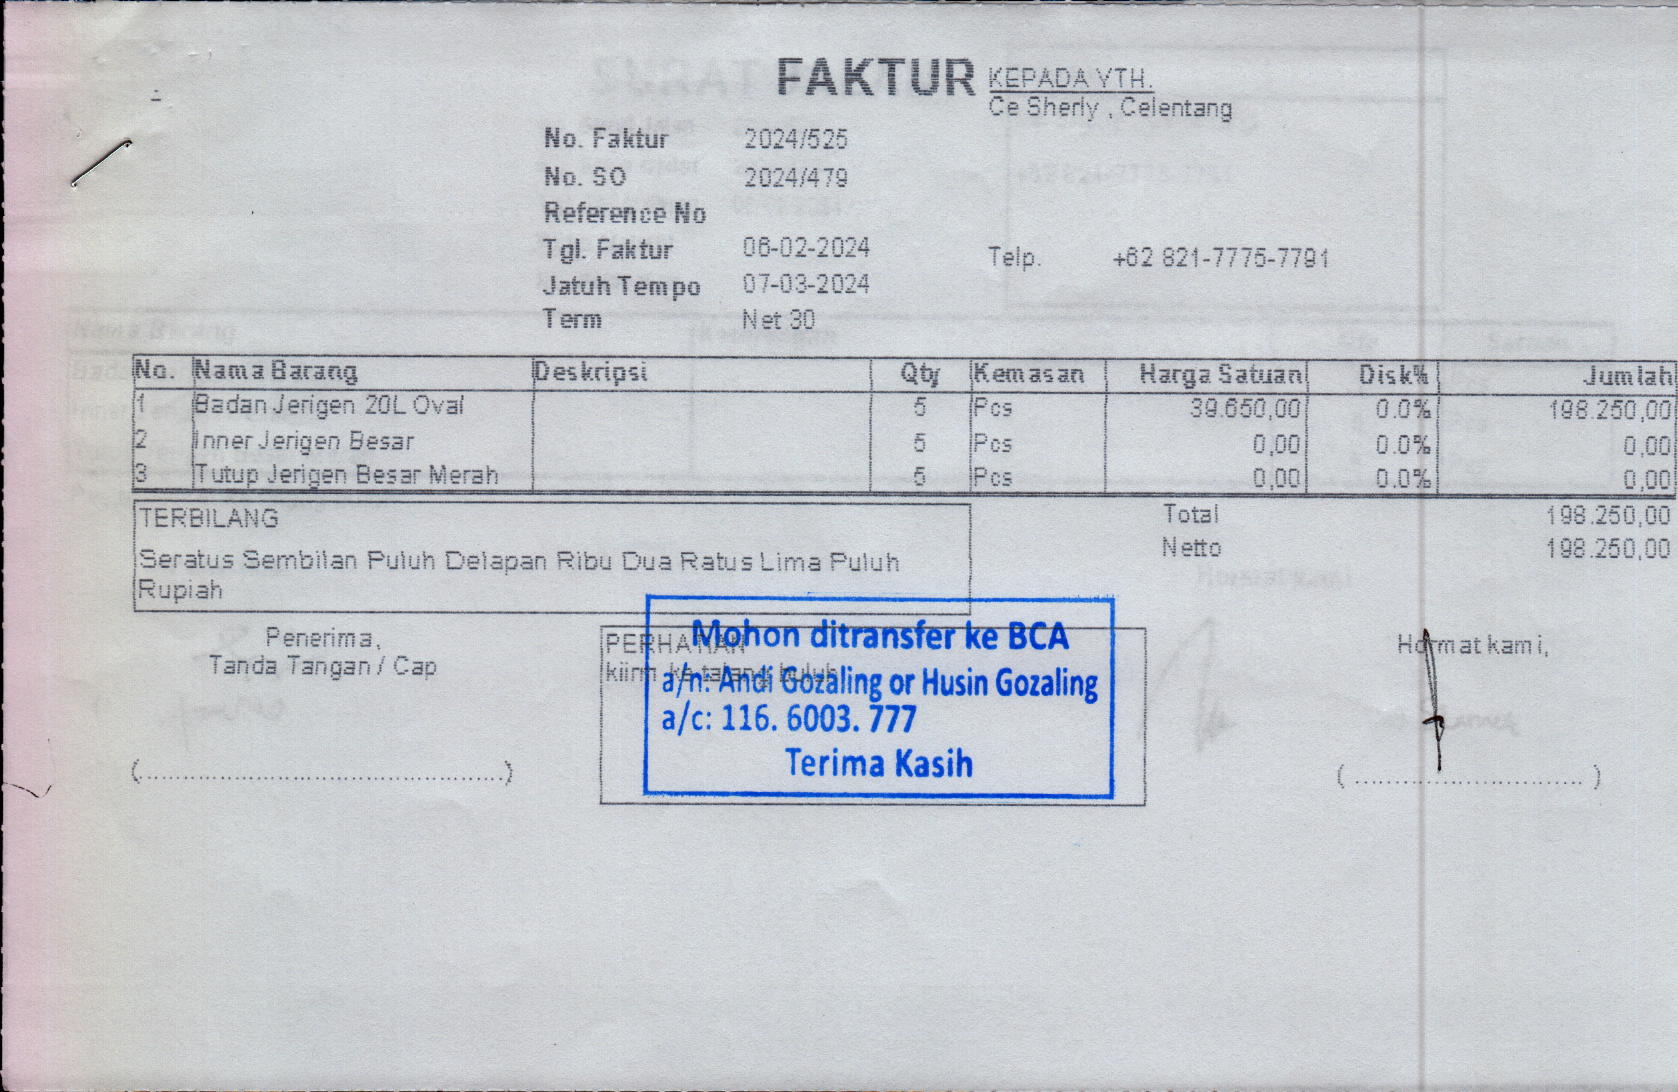 FAKTUR
KEPADA YTH.
Ce Sherly , Celentang
No. Faktur 2024/525
No. SO 2024/479
Reference No
Tgl. Faktur 06-02-2024
Telp. +62 821-7775-7791
Jatuh Tempo 07-03-2024
Term Net 30
No. Nama Barang Deskripsi Qty Kemasan Harga Satuan Disk% Jumlah
1 Badan Jerigen 20L Oval 5 Pcs 39.650,00 0.0% 198.250,00
2 Inner Jerigen Besar 5 Pcs 0,00 0.0% 0,00
3 Tutup Jerigen Besar Merah 5 Pcs 0,00 0.0% 0,00
TERBILANG
Total 198.250,00
Netto 198.250,00
Seratus Sembilan Puluh Delapan Ribu Dua Ratus Lima Puluh
Rupiah
Penerima,
Tanda Tangan / Cap
PERHATIAN
Mohon ditransfer ke BCA
a/n: Andi Gozaling or Husin Gozaling
a/c: 116. 6003. 777
Terima Kasih
Hormat kami,
(...............................................)
( ............................. )